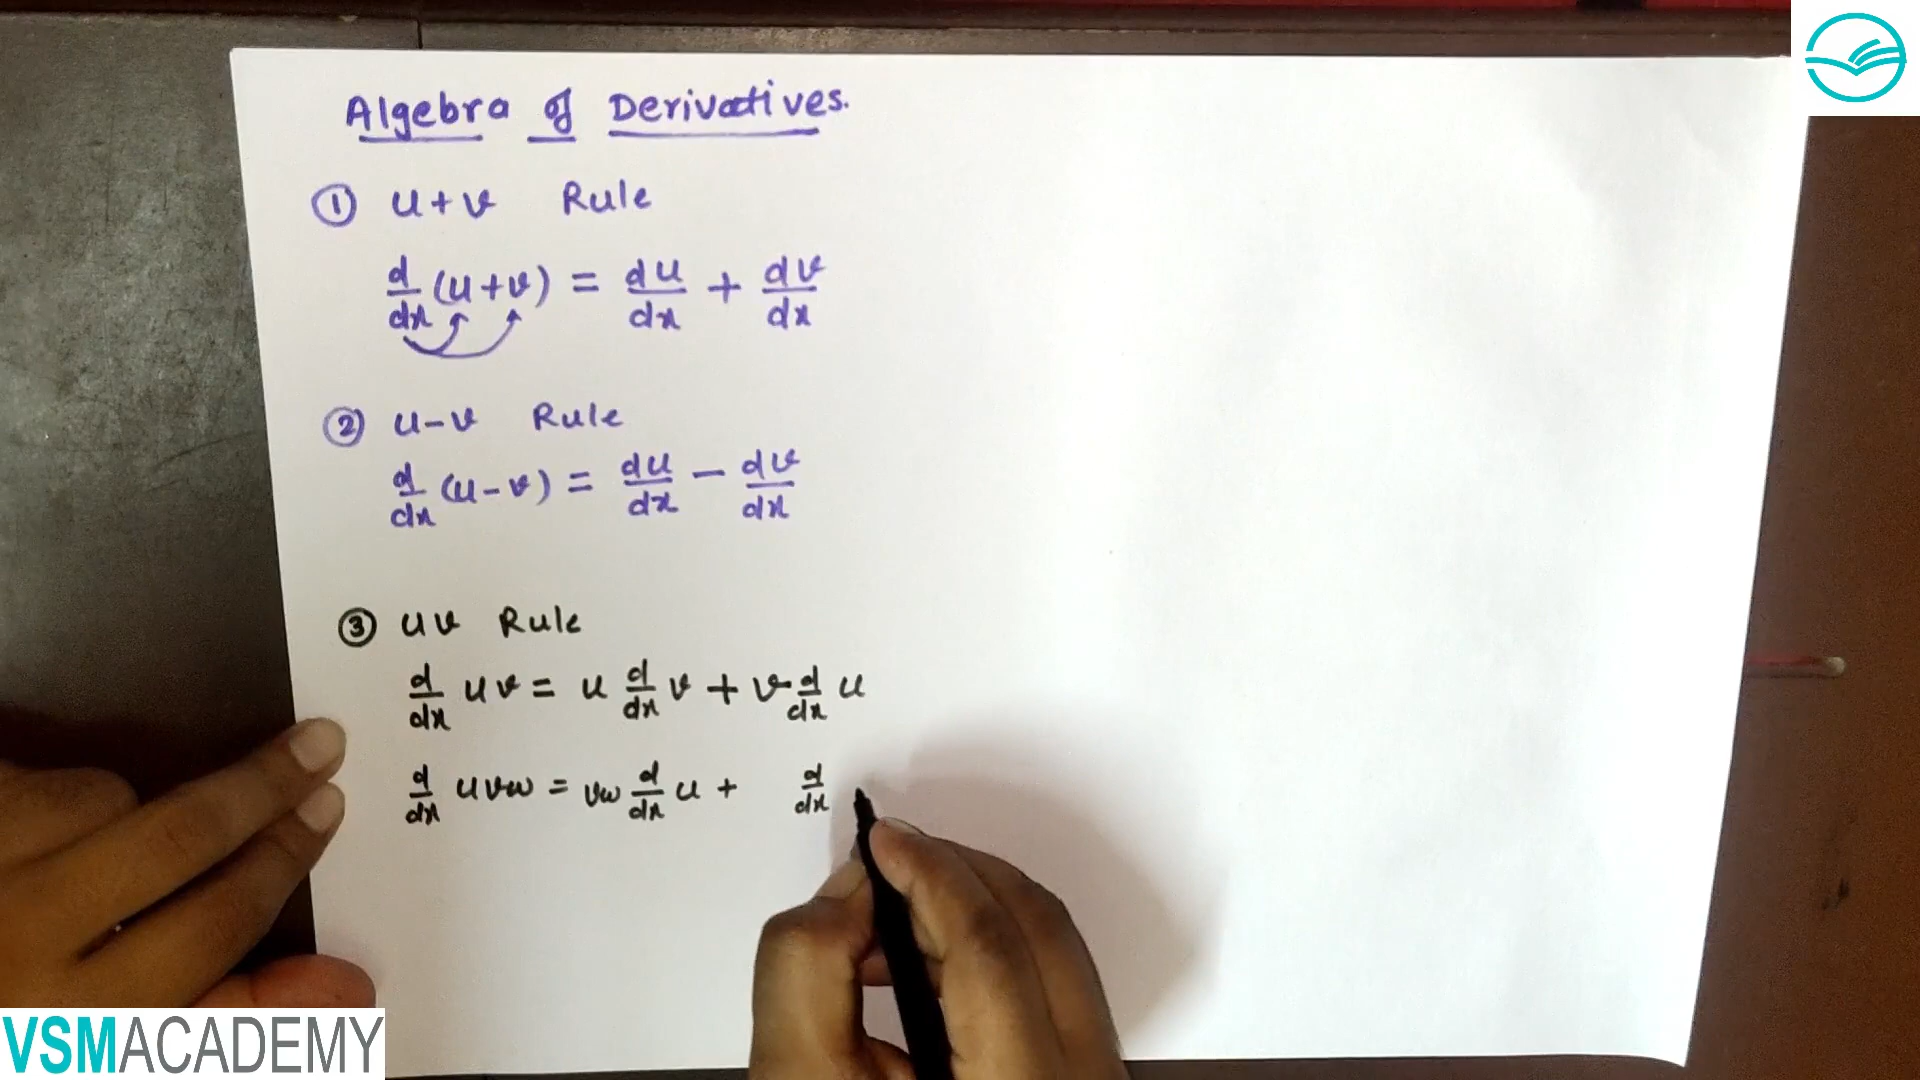 Algebra of Derivatives.
① u+v Rule
d/dx (u+v) = du/dx + dv/dx
② u-v Rule
d/dx (u-v) = du/dx - dv/dx
③ uv Rule
d/dx uv = u d/dx v + v d/dx u
d/dx uvw = vw d/dx u + d/dx
VSMACADEMY